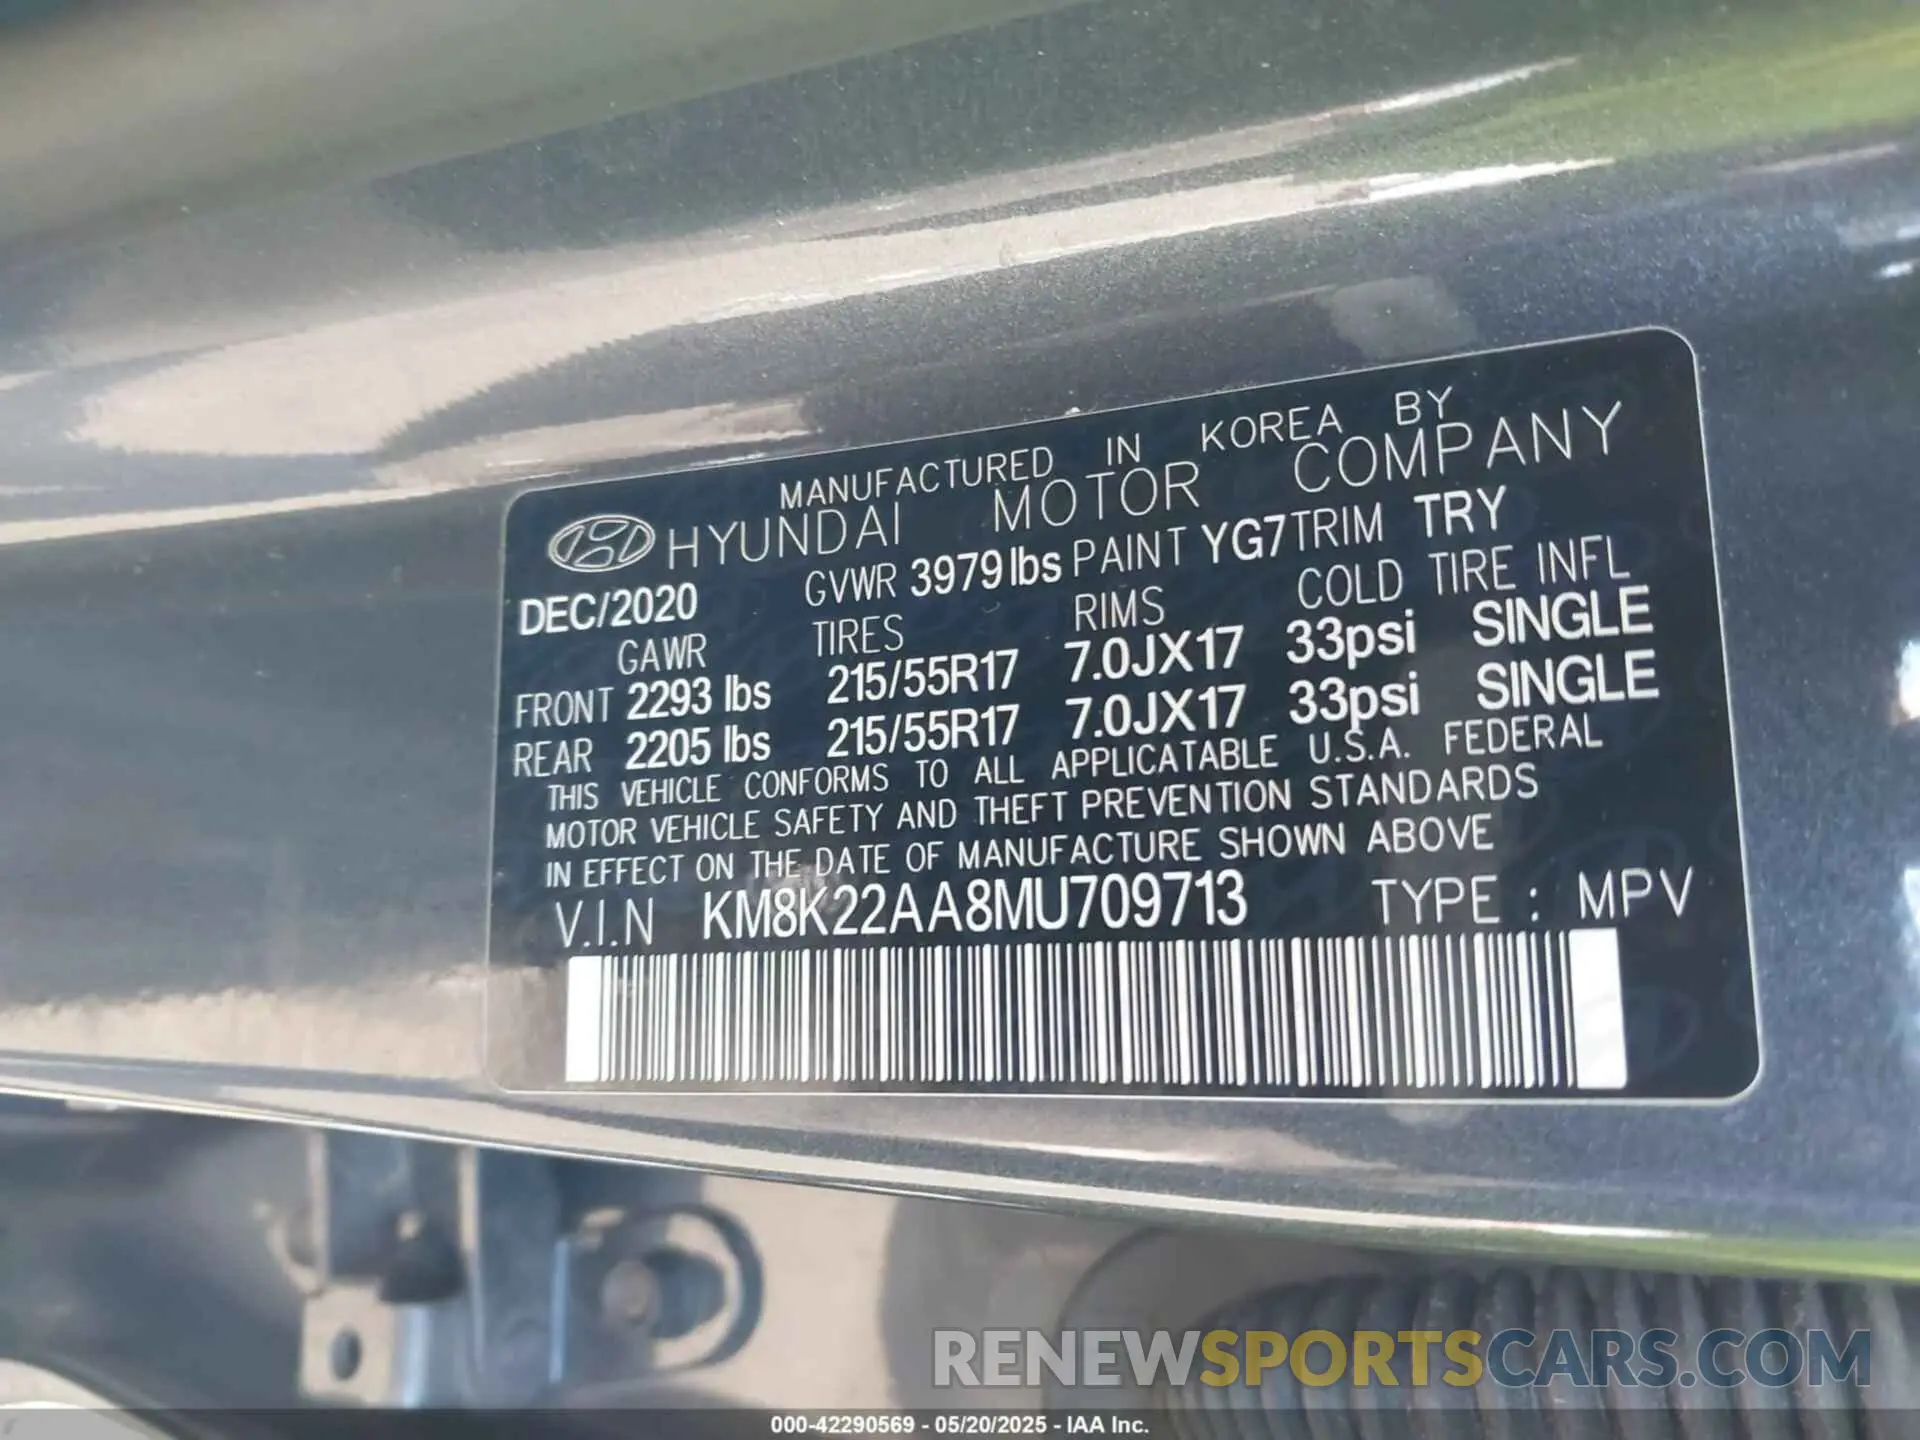 MANUFACTURED IN KOREA BY
HYUNDAI MOTOR COMPANY
DEC/2020 GVWR 3979lbs PAINT YG7 TRIM TRY
GAWR TIRES RIMS COLD TIRE INFL
FRONT 2293 lbs 215/55R17 7.0JX17 33psi SINGLE
REAR 2205 lbs 215/55R17 7.0JX17 33psi SINGLE
THIS VEHICLE CONFORMS TO ALL APPLICATABLE U.S.A. FEDERAL
MOTOR VEHICLE SAFETY AND THEFT PREVENTION STANDARDS
IN EFFECT ON THE DATE OF MANUFACTURE SHOWN ABOVE
V.I.N KM8K22AA8MU709713 TYPE : MPV
RENEWSPORTSCARS.COM
000-42290569 - 05/20/2025 - IAA Inc.